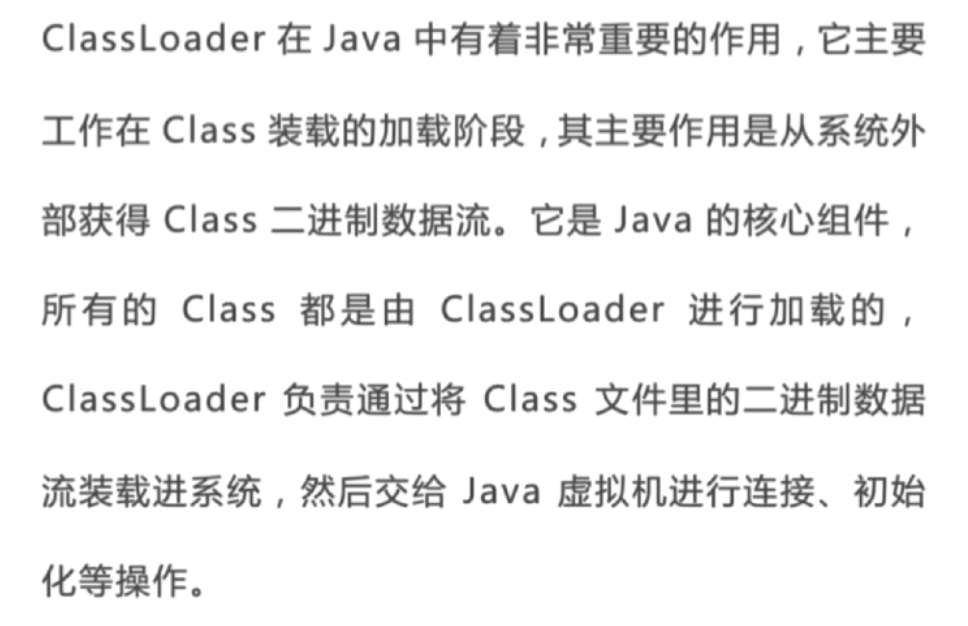 ClassLoader 在 Java 中有着非常重要的作用，它主要
工作在 Class 装载的加载阶段，其主要作用是从系统外
部获得 Class 二进制数据流。它是 Java 的核心组件，
所有的 Class 都是由 ClassLoader 进行加载的，
ClassLoader 负责通过将 Class 文件里的二进制数据
流装载进系统，然后交给 Java 虚拟机进行连接、初始
化等操作。